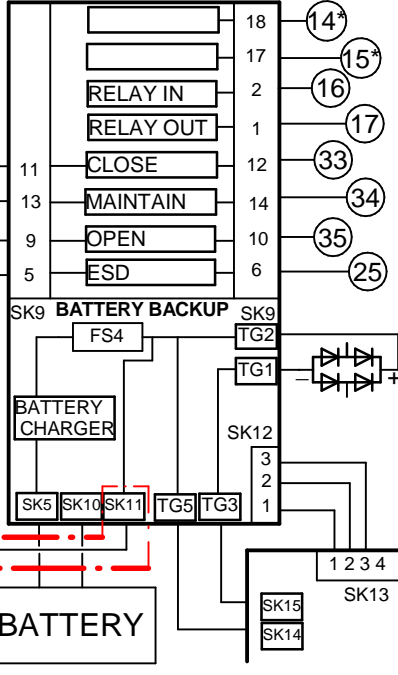 18 14*
17 15*
RELAY IN 2 16
RELAY OUT 1 17
11 CLOSE 12 33
13 MAINTAIN 14 34
9 OPEN 10 35
5 ESD 6 25
SK9 BATTERY BACKUP SK9
FS4 TG2
TG1
− +
BATTERY
CHARGER
SK12
3
2
1
SK5 SK10 SK11 TG5 TG3
1 2 3 4
SK13
SK15
SK14
BATTERY